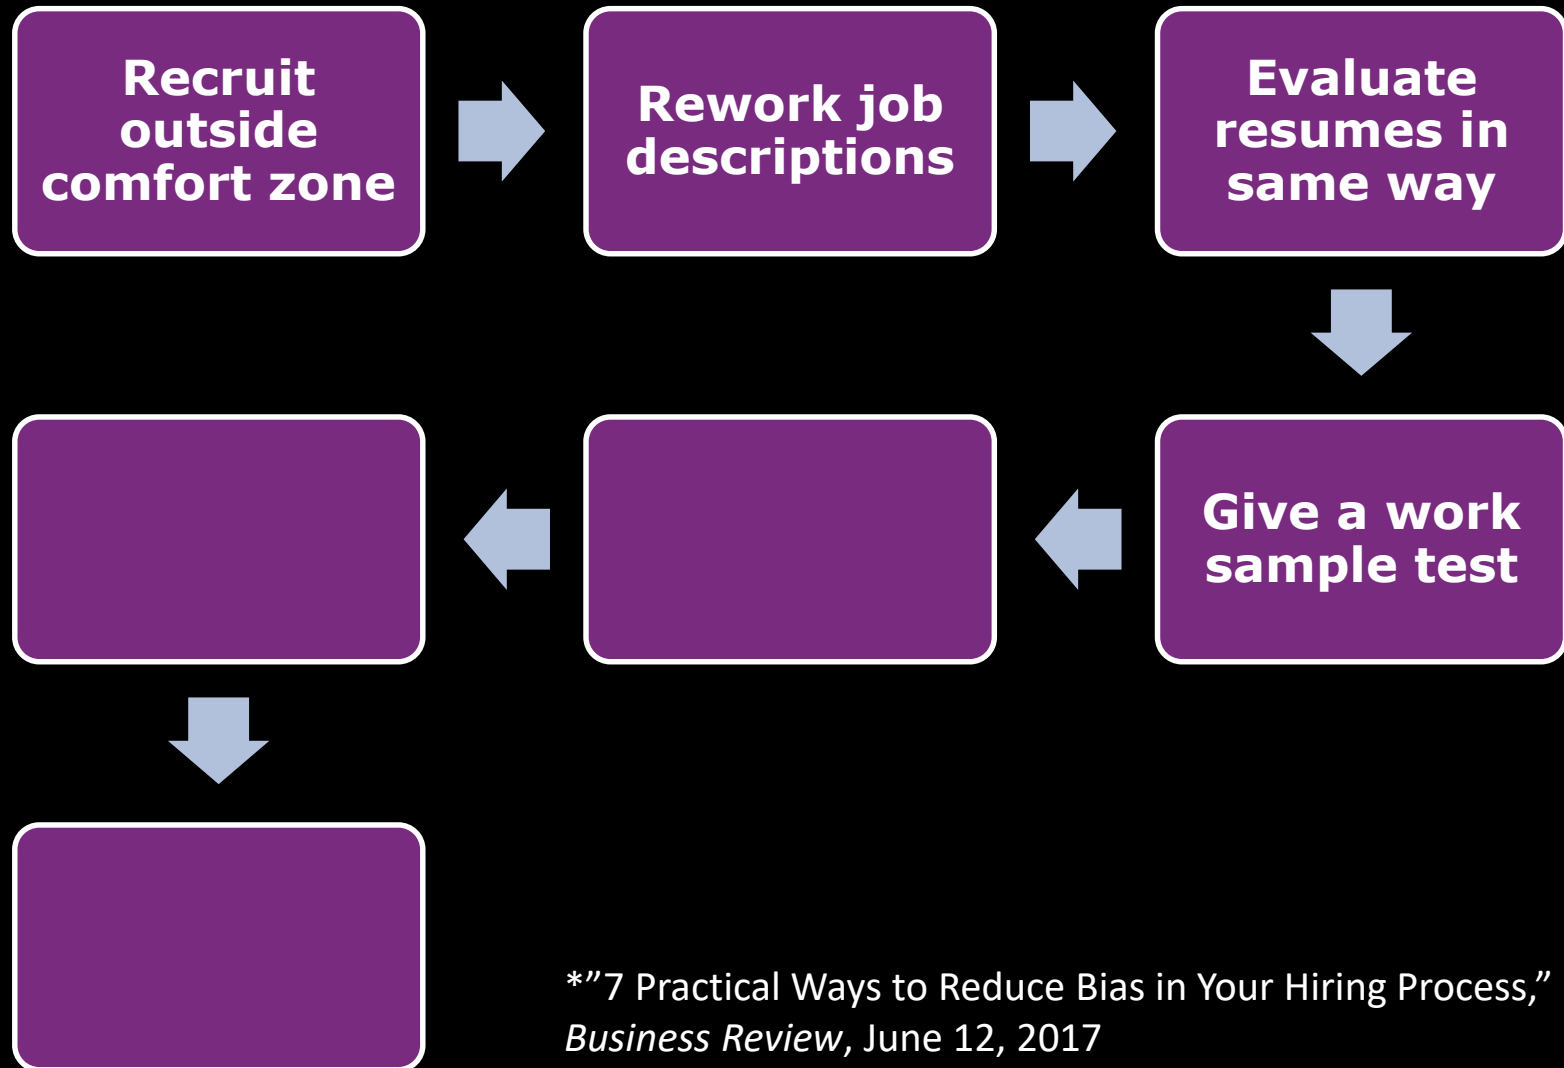 Recruit
outside
comfort zone
Rework job
descriptions
Evaluate
resumes in
same way
Give a work
sample test
*”7 Practical Ways to Reduce Bias in Your Hiring Process,”
Business Review, June 12, 2017